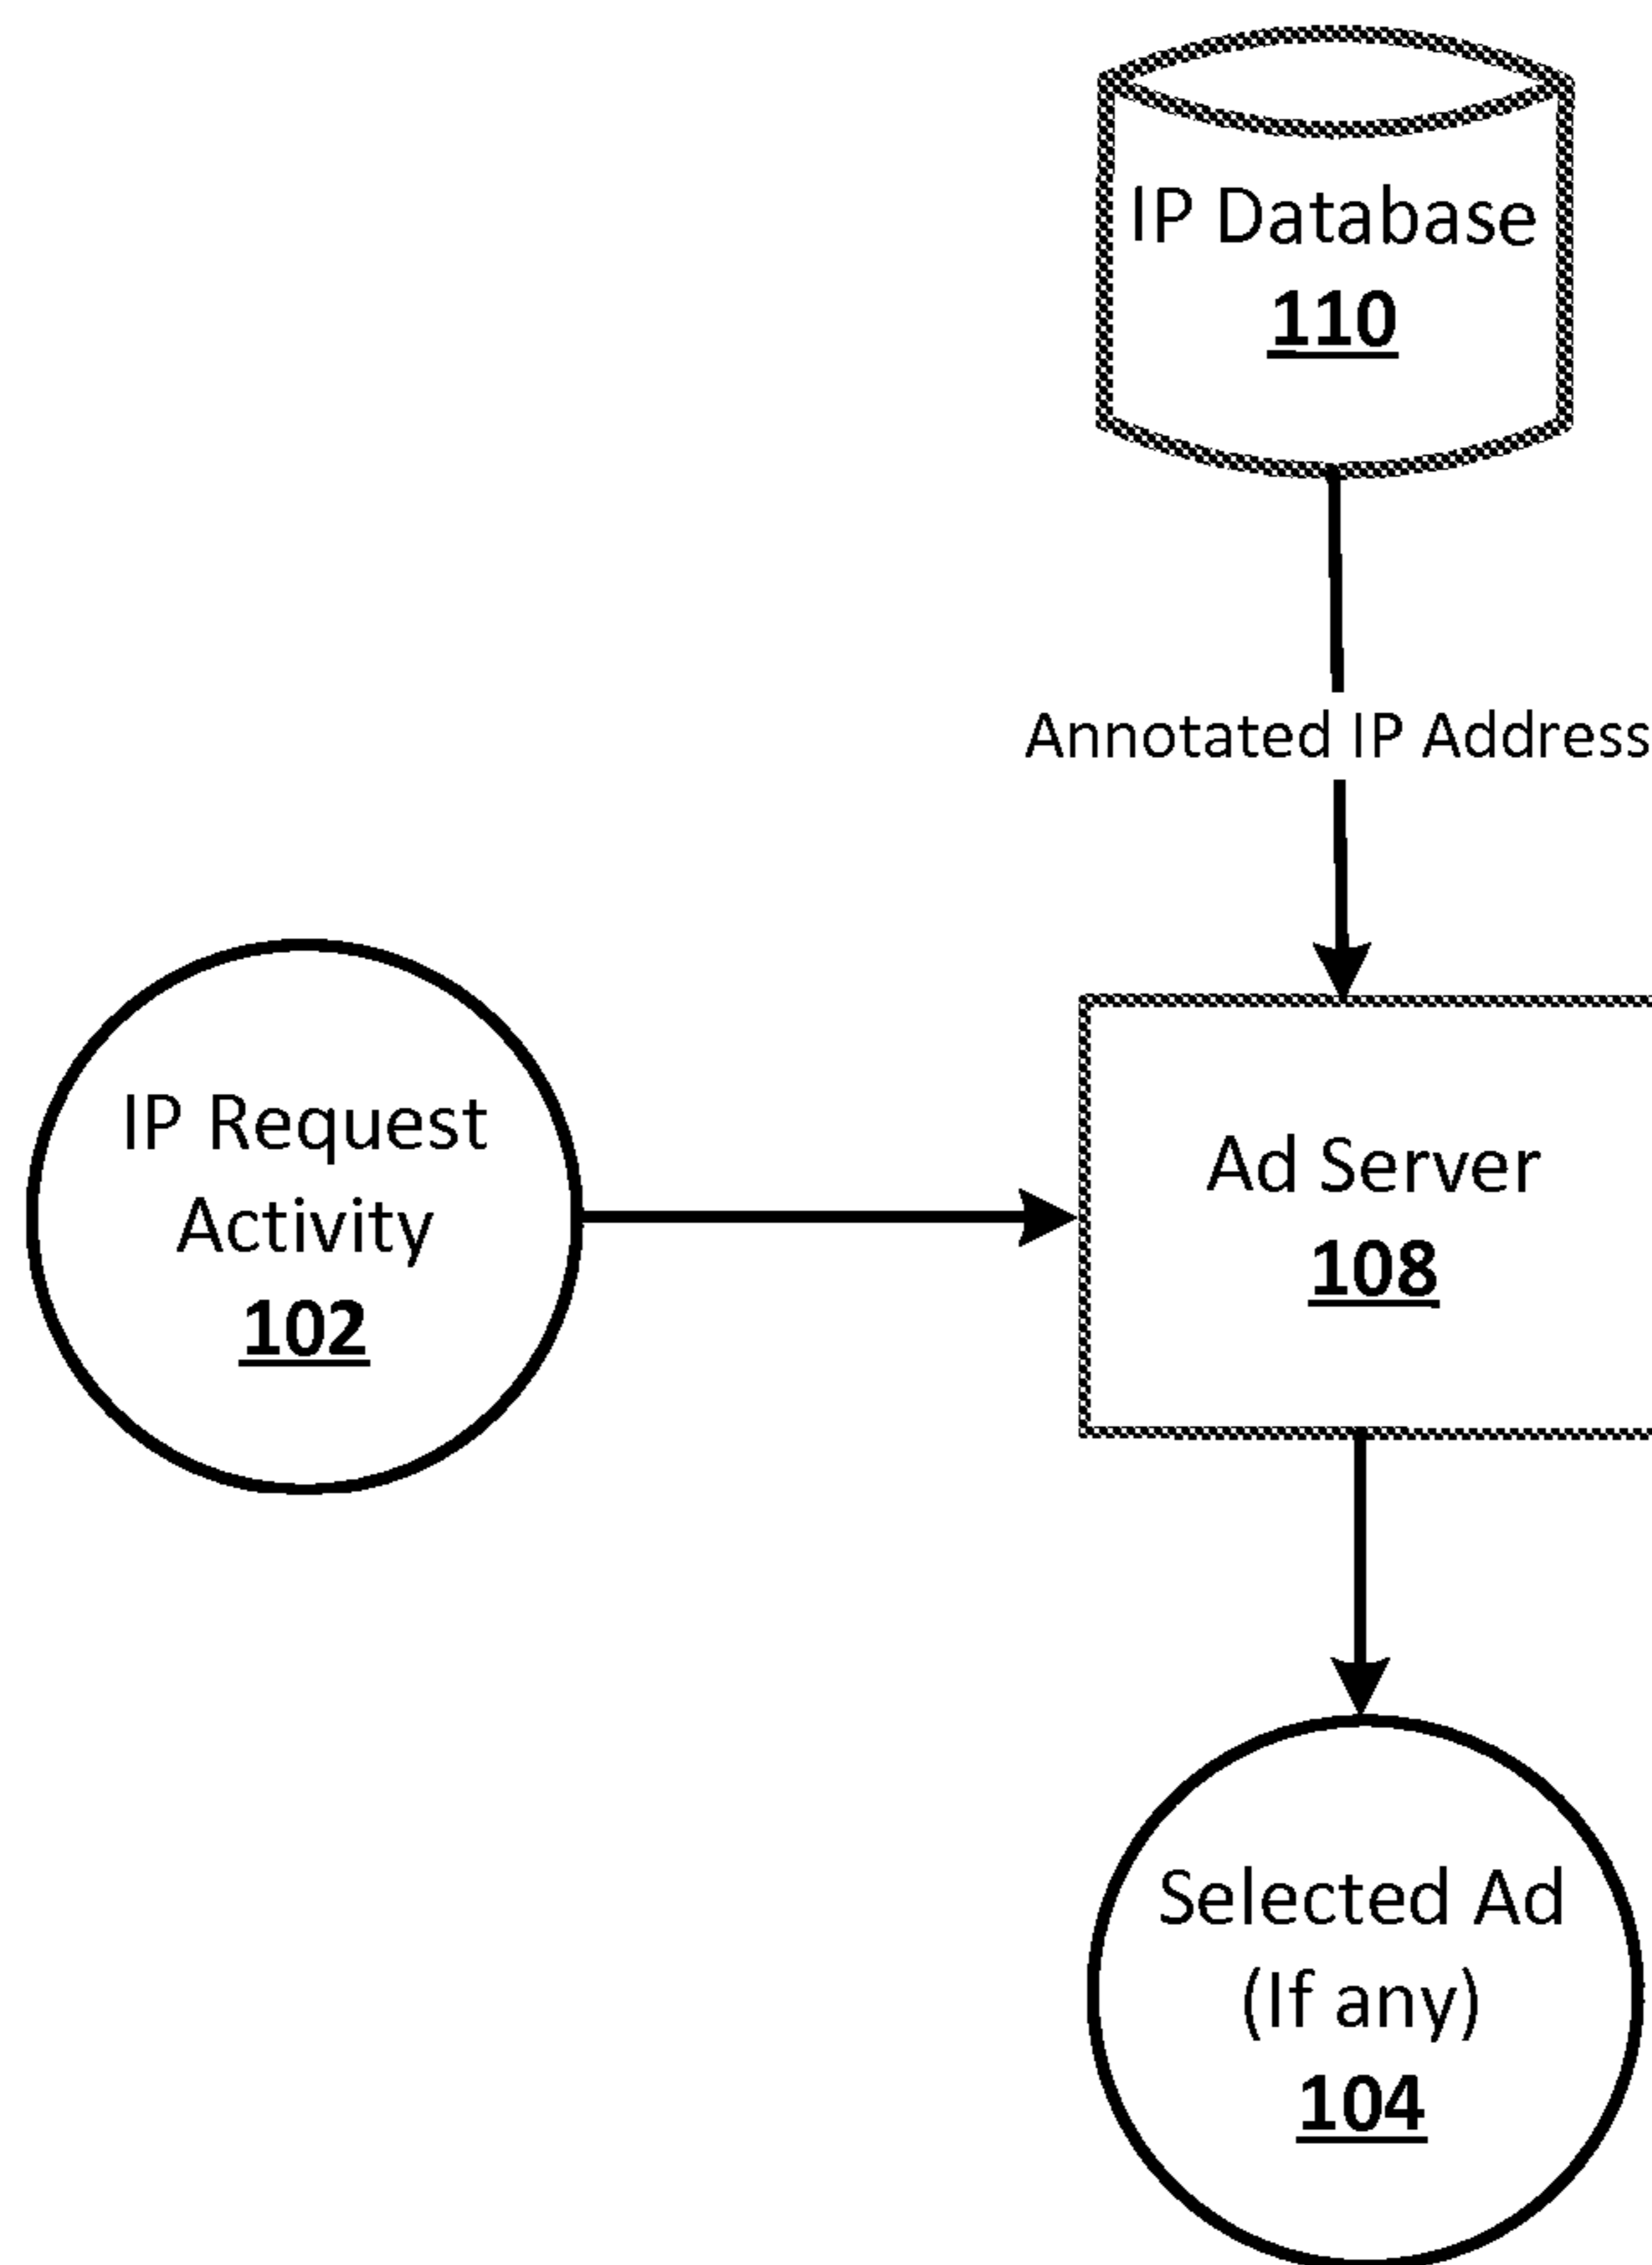 IP Database
110
Annotated IP Address
IP Request
Activity
102
Ad Server
108
Selected Ad
(If any)
104